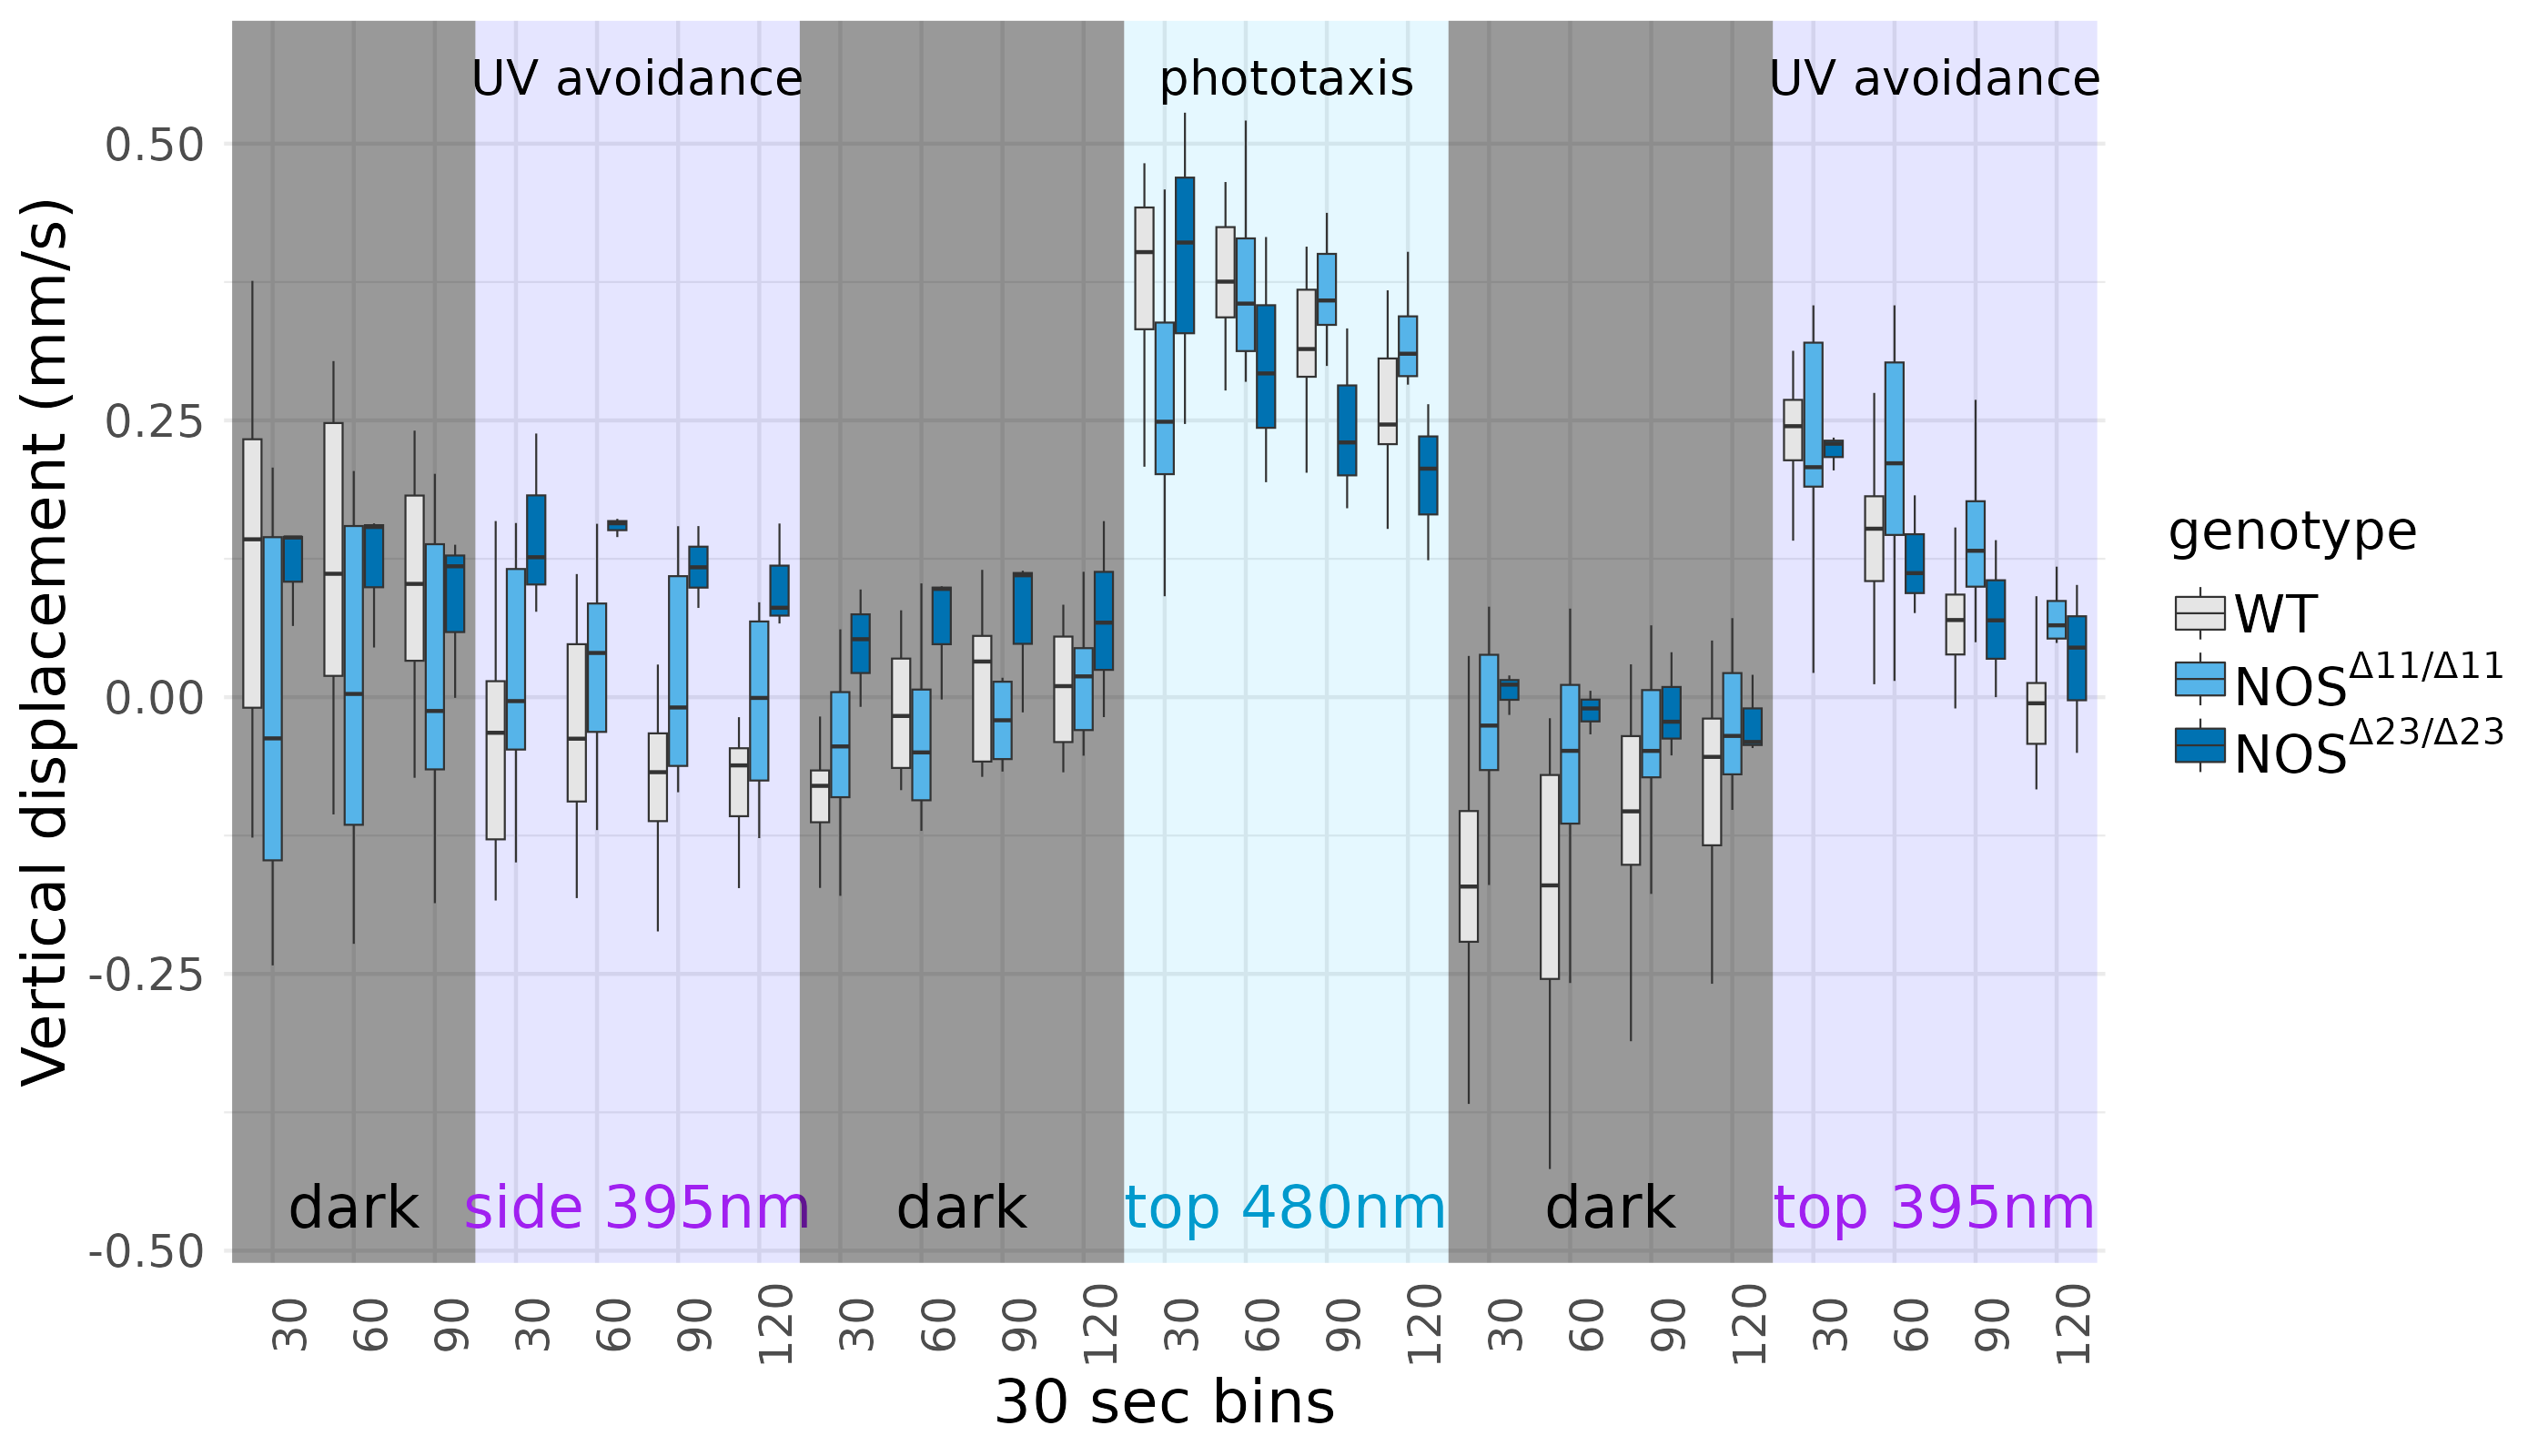 UV avoidance phototaxis UV avoidance
Vertical displacement (mm/s)
0.50
0.25
0.00
-0.25
-0.50
dark side 395nm dark top 480nm dark top 395nm
30 60 90 30 60 90 120 30 60 90 120 30 60 90 120 30 60 90 120 30 60 90 120
30 sec bins
genotype
WT
NOSΔ11/Δ11
NOSΔ23/Δ23